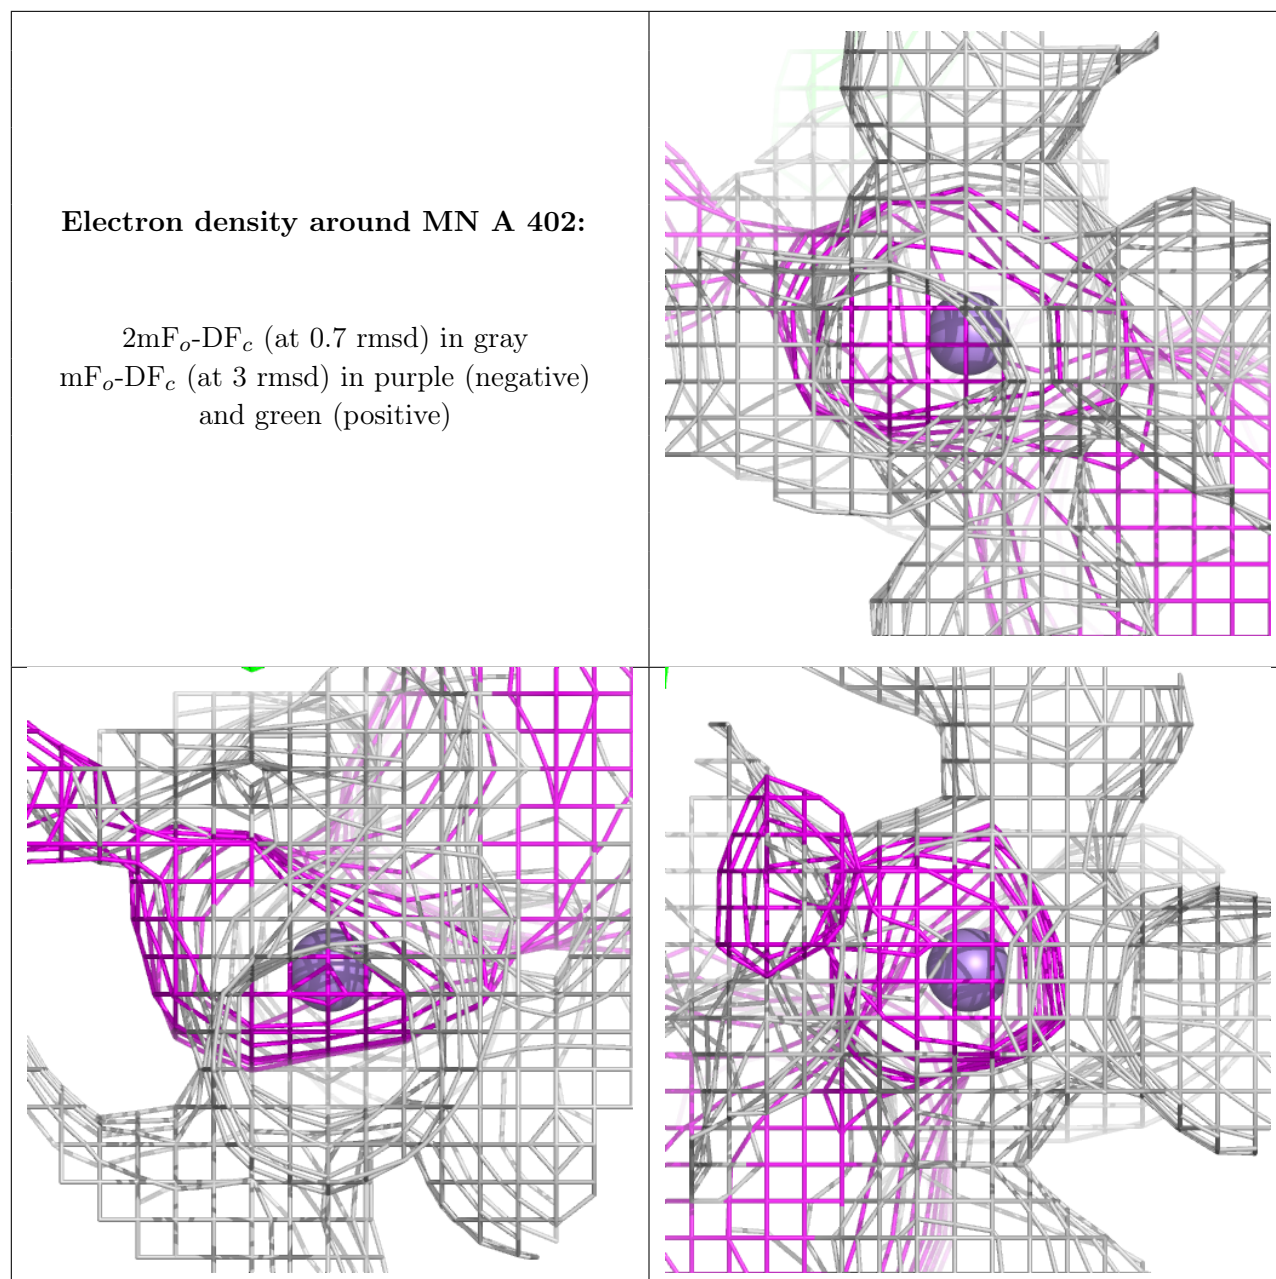 Electron density around MN A 402:
2mFo-DFc (at 0.7 rmsd) in gray
mFo-DFc (at 3 rmsd) in purple (negative)
and green (positive)